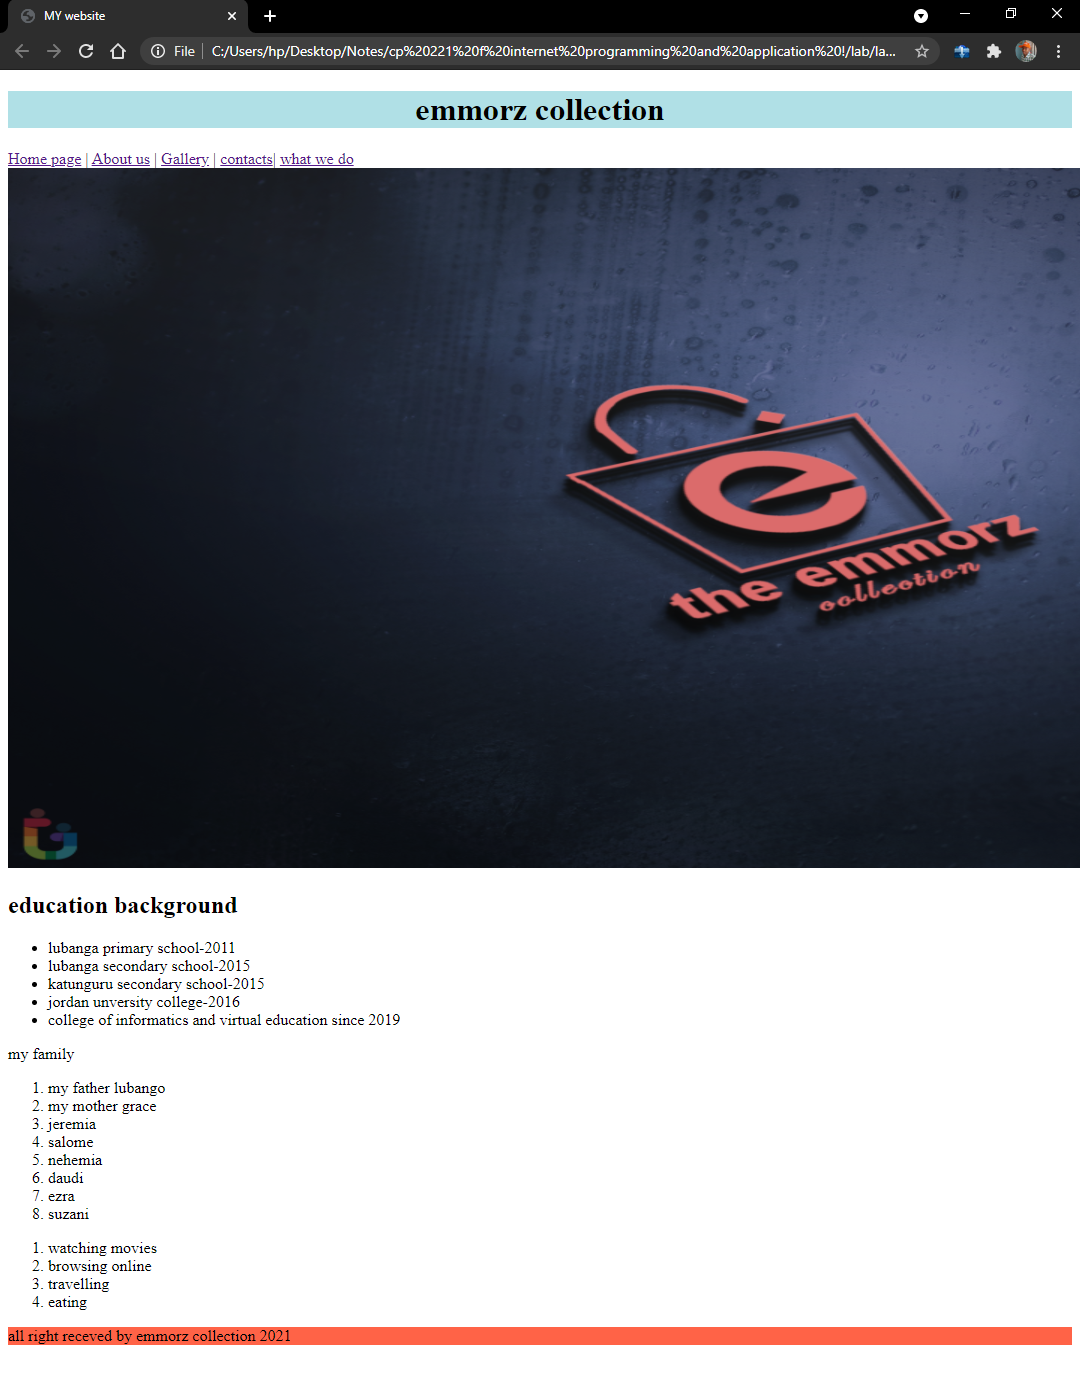 MY website
File
C:/Users/hp/Desktop/Notes/cp%20221%20f%20internet%20programming%20and%20application%20!/lab/la...
emmorz collection
Home page | About us | Gallery | contacts| what we do
e
the emmorz
collection
education background
• lubanga primary school-2011
• lubanga secondary school-2015
• katunguru secondary school-2015
• jordan unversity college-2016
• college of informatics and virtual education since 2019
my family
1. my father lubango
2. my mother grace
3. jeremia
4. salome
5. nehemia
6. daudi
7. ezra
8. suzani
1. watching movies
2. browsing online
3. travelling
4. eating
all right receved by emmorz collection 2021